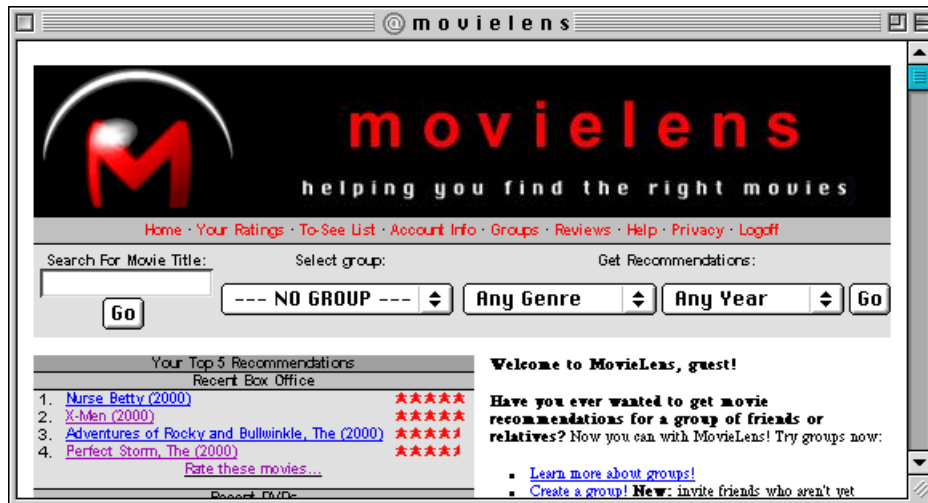 movielens
movielens
helping you find the right movies
Home · Your Ratings · To-See List · Account Info · Groups · Reviews · Help · Privacy · Logoff
Search For Movie Title:
Select group:
Get Recommendations:
--- NO GROUP ---
Any Genre
Any Year
Go
Go
Your Top 5 Recommendations
Recent Box Office
1. Nurse Betty (2000)
2. X-Men (2000)
3. Adventures of Rocky and Bullwinkle, The (2000)
4. Perfect Storm, The (2000)
Rate these movies...
Recent DVDs
Welcome to MovieLens, guest!
Have you ever wanted to get movie
recommendations for a group of friends or
relatives? Now you can with MovieLens! Try groups now:
Learn more about groups!
Create a group! New: invite friends who aren't yet